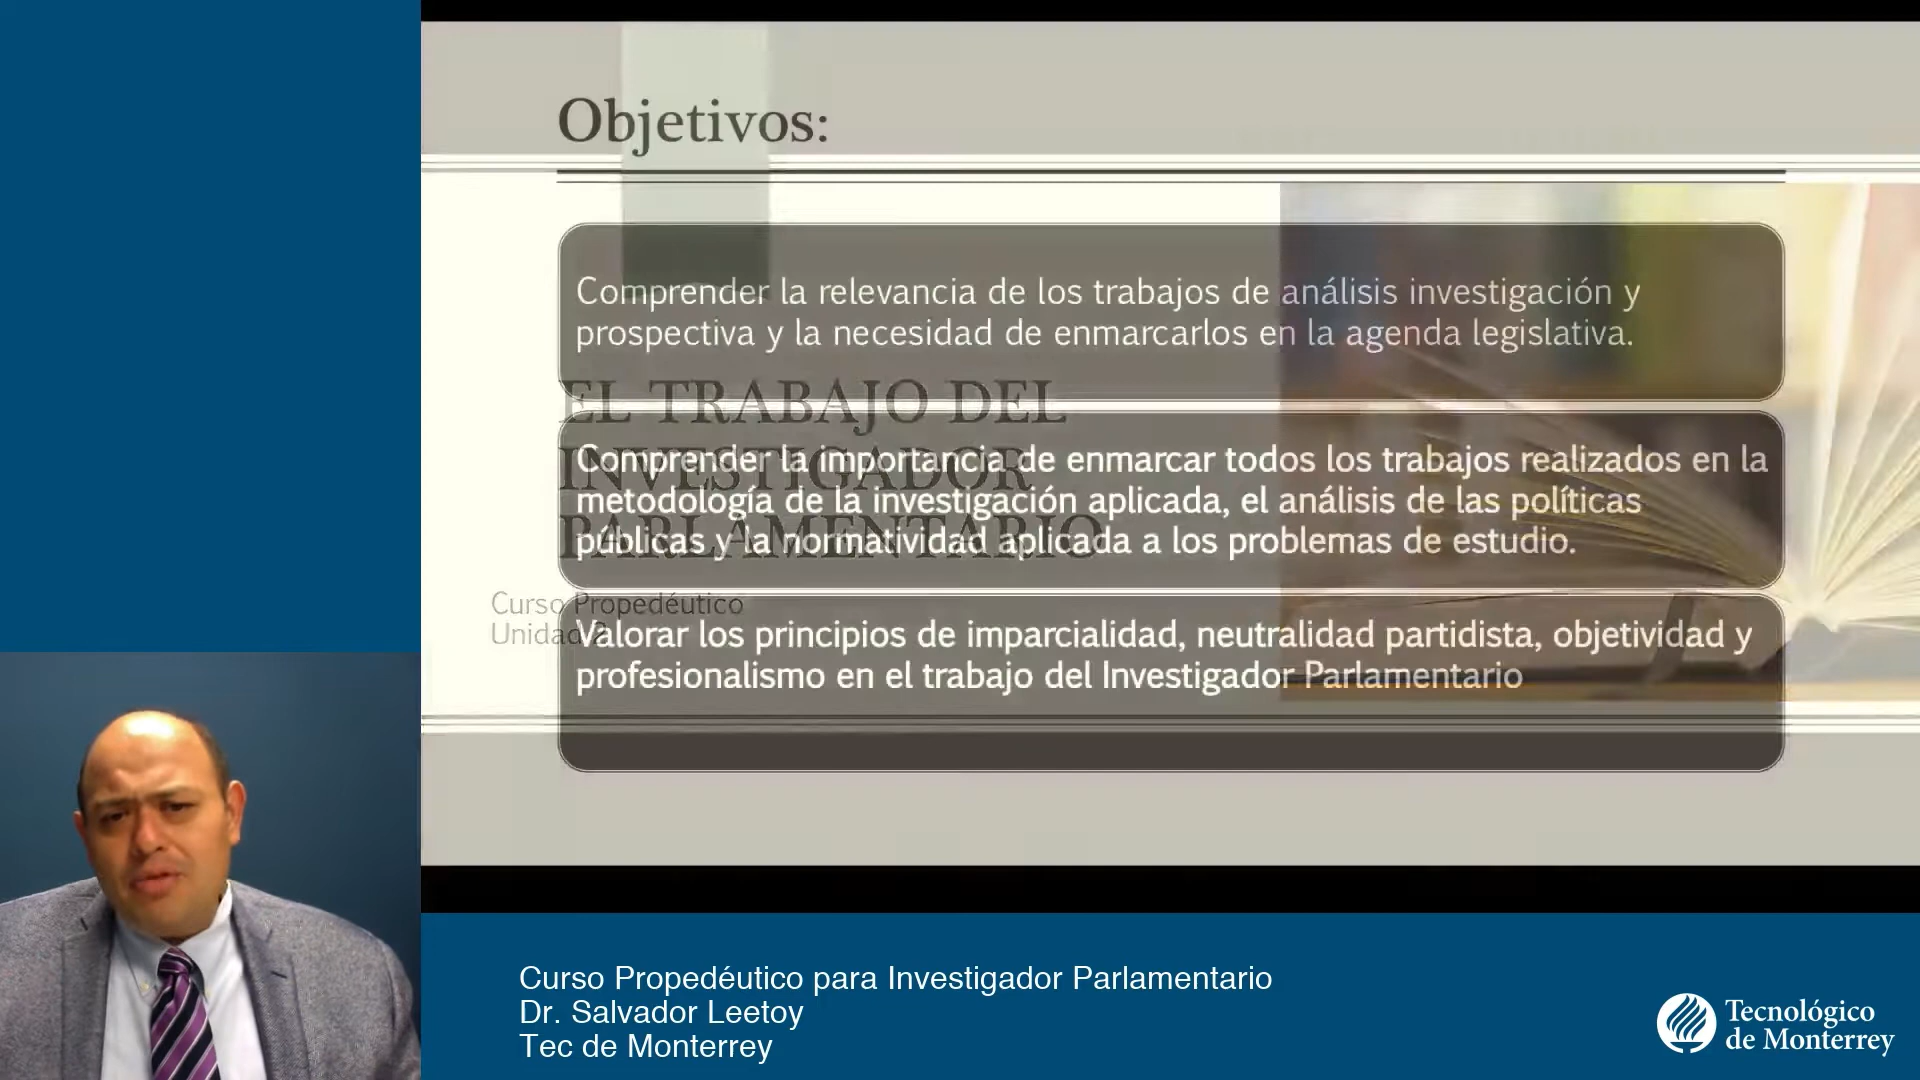 Objetivos:
Comprender la relevancia de los trabajos de análisis investigación y
prospectiva y la necesidad de enmarcarlos en la agenda legislativa.
EL TRABAJO DEL
INVESTIGADOR
PARLAMENTARIO
Comprender la importancia de enmarcar todos los trabajos realizados en la
metodología de la investigación aplicada, el análisis de las políticas
públicas y la normatividad aplicada a los problemas de estudio.
Curso Propedéutico
Unidad 2
Valorar los principios de imparcialidad, neutralidad partidista, objetividad y
profesionalismo en el trabajo del Investigador Parlamentario
Curso Propedéutico para Investigador Parlamentario
Dr. Salvador Leetoy
Tec de Monterrey
Tecnológico
de Monterrey